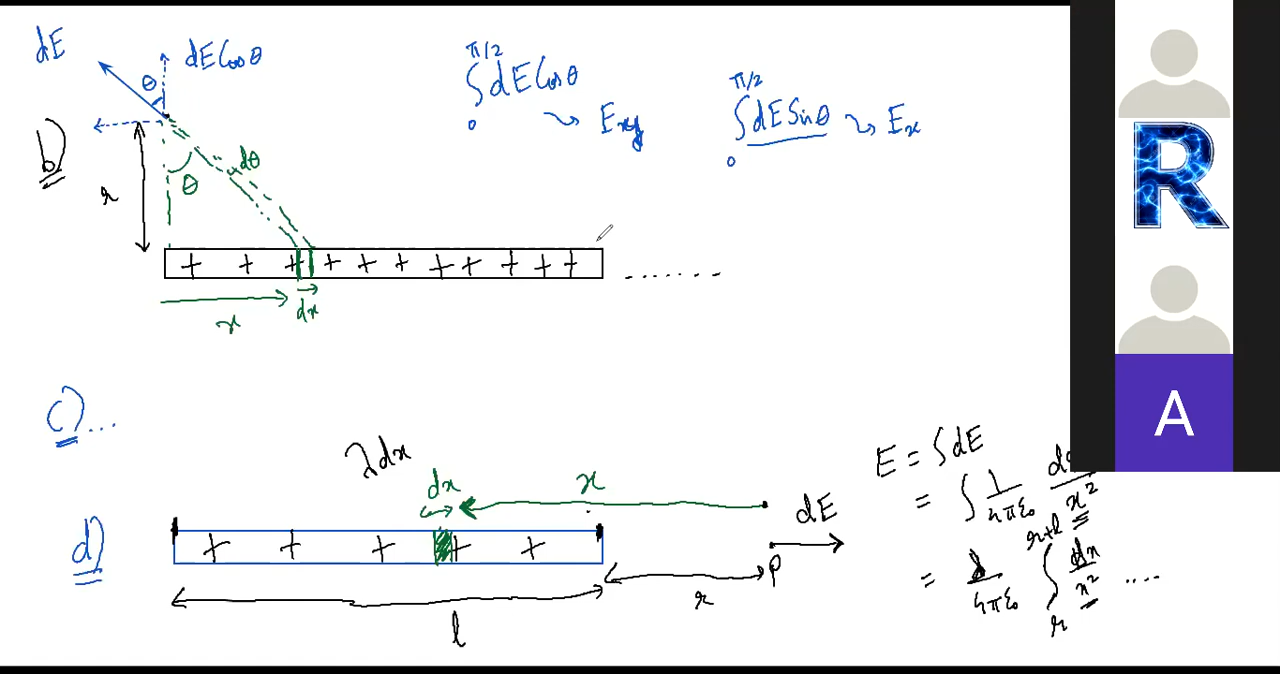 dE
dE Cos θ
θ
b)
r
θ
dθ
+ + + + + + + + + + +
.......
x
dx
π/2
∫ dE Cos θ
0
→ Exy
π/2
∫ dE Sin θ → Ex
0
R
A
c) ...
λdx
dx
x
d)
+ + + + +
dE
P
r
l
E = ∫ dE
= ∫ 1/4πε₀ x²
= λ/4πε₀ ∫ r+l r dx/x² ....